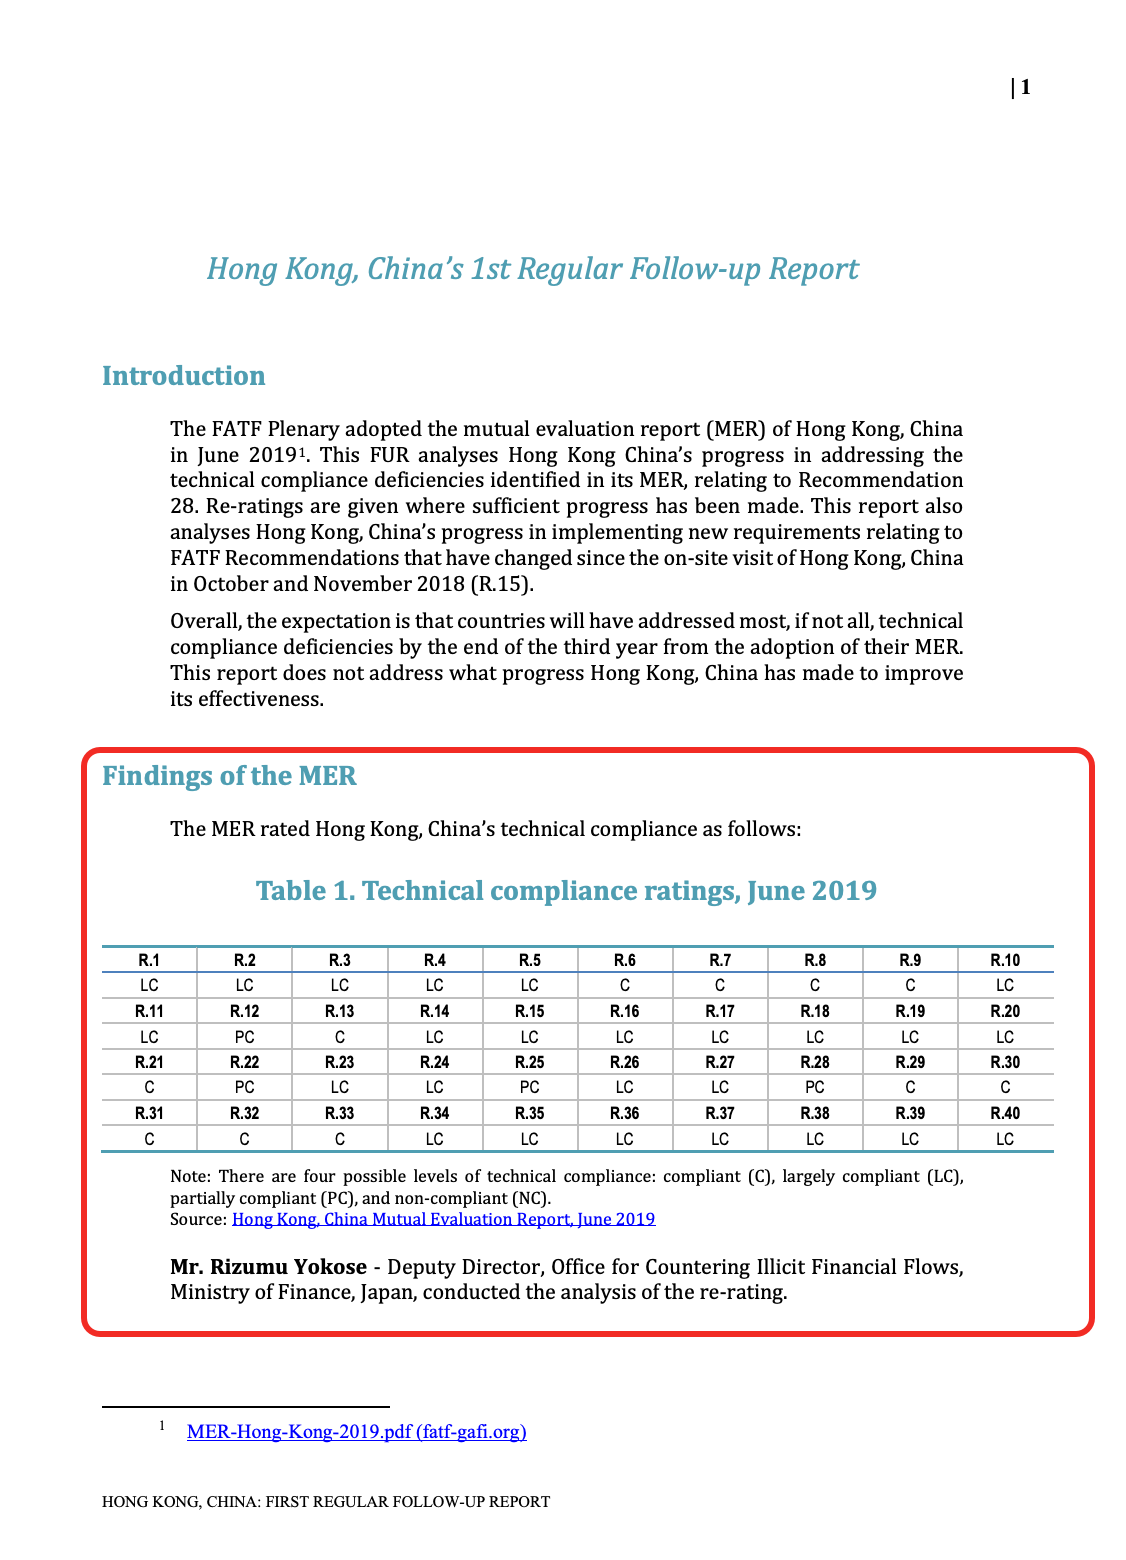 | 1
Hong Kong, China's 1st Regular Follow-up Report
Introduction
The FATF Plenary adopted the mutual evaluation report (MER) of Hong Kong, China
in June 2019¹. This FUR analyses Hong Kong China's progress in addressing the
technical compliance deficiencies identified in its MER, relating to Recommendation
28. Re-ratings are given where sufficient progress has been made. This report also
analyses Hong Kong, China's progress in implementing new requirements relating to
FATF Recommendations that have changed since the on-site visit of Hong Kong, China
in October and November 2018 (R.15).
Overall, the expectation is that countries will have addressed most, if not all, technical
compliance deficiencies by the end of the third year from the adoption of their MER.
This report does not address what progress Hong Kong, China has made to improve
its effectiveness.
Findings of the MER
The MER rated Hong Kong, China's technical compliance as follows:
Table 1. Technical compliance ratings, June 2019
R.1 R.2 R.3 R.4 R.5 R.6 R.7 R.8 R.9 R.10
LC LC LC LC LC C C C C LC
R.11 R.12 R.13 R.14 R.15 R.16 R.17 R.18 R.19 R.20
LC PC C LC LC LC LC LC LC LC
R.21 R.22 R.23 R.24 R.25 R.26 R.27 R.28 R.29 R.30
C PC LC LC PC LC LC PC C C
R.31 R.32 R.33 R.34 R.35 R.36 R.37 R.38 R.39 R.40
C C C LC LC LC LC LC LC LC
Note: There are four possible levels of technical compliance: compliant (C), largely compliant (LC),
partially compliant (PC), and non-compliant (NC).
Source: Hong Kong, China Mutual Evaluation Report, June 2019
Mr. Rizumu Yokose - Deputy Director, Office for Countering Illicit Financial Flows,
Ministry of Finance, Japan, conducted the analysis of the re-rating.
1 MER-Hong-Kong-2019.pdf (fatf-gafi.org)
HONG KONG, CHINA: FIRST REGULAR FOLLOW-UP REPORT